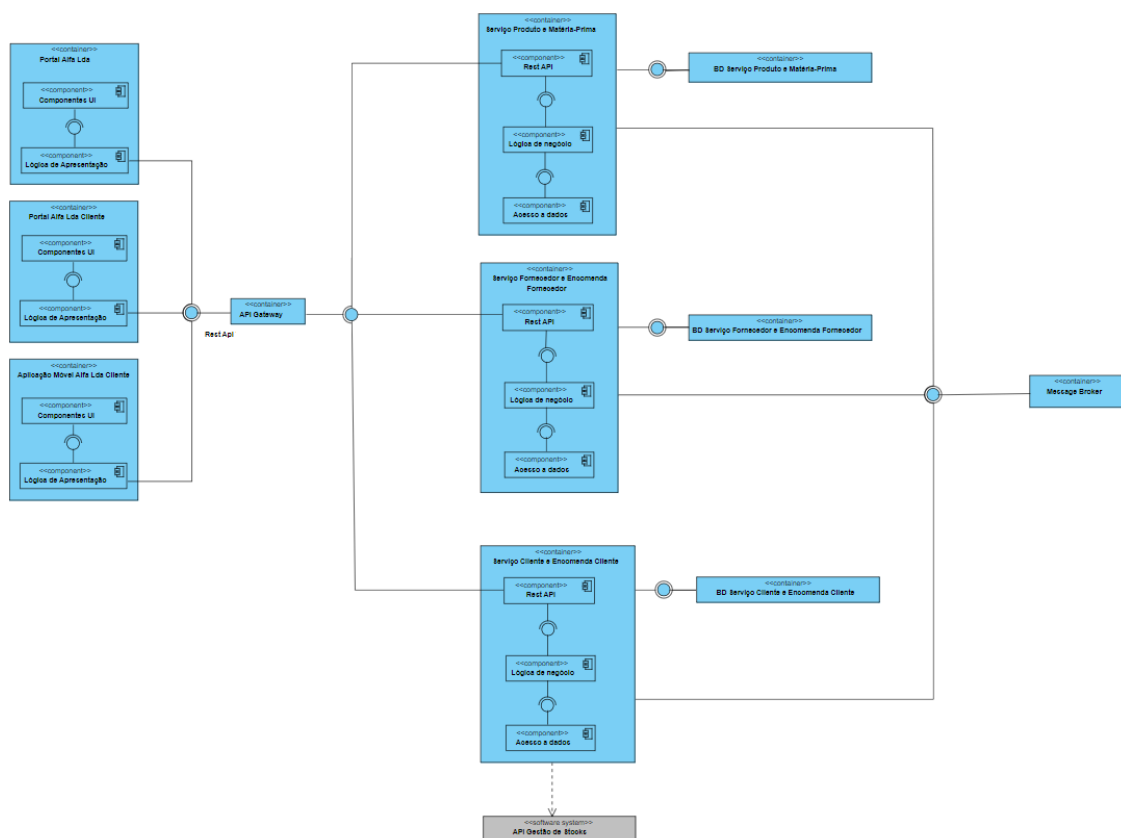 <<container>>
Portal Alfa Lda
<<component>>
Componentes UI
<<component>>
Lógica de Apresentação
<<container>>
Portal Alfa Lda Cliente
<<component>>
Componentes UI
<<component>>
Lógica de Apresentação
<<container>>
Aplicação Móvel Alfa Lda Cliente
<<component>>
Componentes UI
<<component>>
Lógica de Apresentação
Rest Api
<<container>>
API Gateway
<<container>>
Serviço Produto e Matéria-Prima
<<component>>
Rest API
<<component>>
Lógica de negócio
<<component>>
Acesso a dados
<<container>>
BD Serviço Produto e Matéria-Prima
<<container>>
Serviço Fornecedor e Encomenda
Fornecedor
<<component>>
Rest API
<<component>>
Lógica de negócio
<<component>>
Acesso a dados
<<container>>
BD Serviço Fornecedor e Encomenda Fornecedor
<<container>>
Serviço Cliente e Encomenda Cliente
<<component>>
Rest API
<<component>>
Lógica de negócio
<<component>>
Acesso a dados
<<container>>
BD Serviço Cliente e Encomenda Cliente
<<container>>
Message Broker
<<software system>>
API Gestão de Stocks